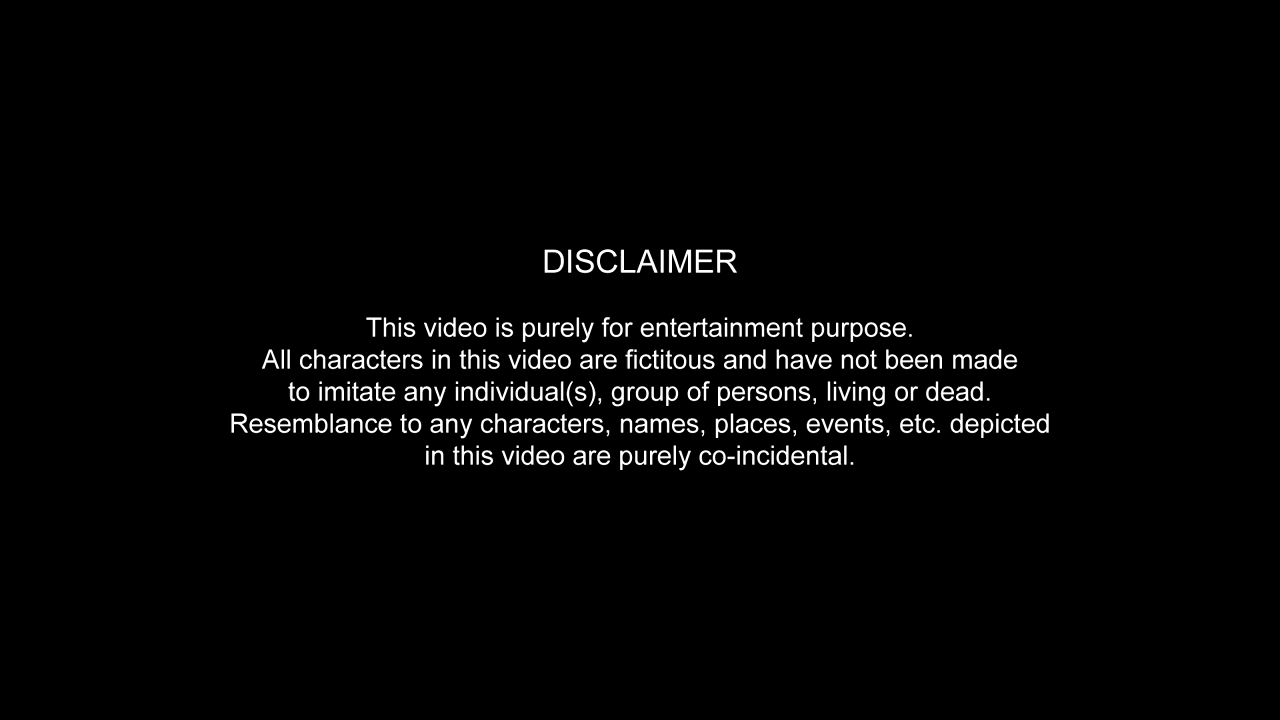 DISCLAIMER
This video is purely for entertainment purpose.
All characters in this video are fictitous and have not been made
to imitate any individual(s), group of persons, living or dead.
Resemblance to any characters, names, places, events, etc. depicted
in this video are purely co-incidental.